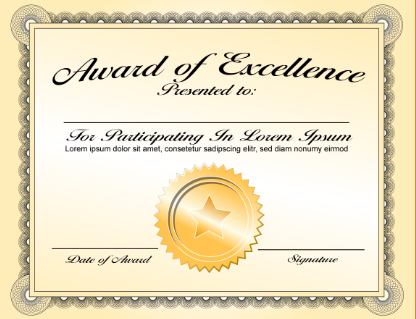 Award of Excellence
Presented to:
For Participating In Lorem Ipsum
Lorem ipsum dolor sit amet, consetetur sadipscing elitr, sed diam nonumy eirmod
Date of Award
Signature